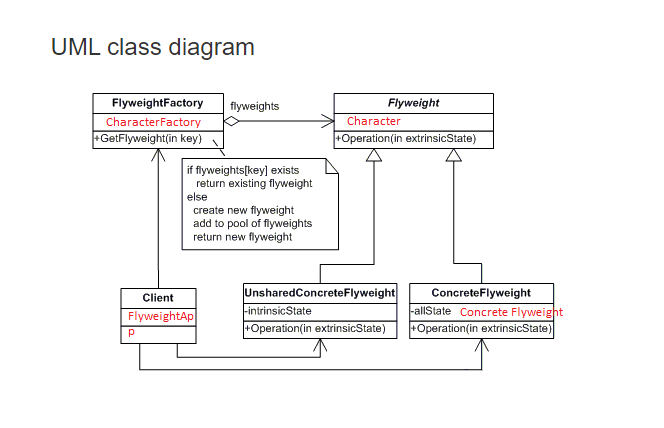 UML class diagram
FlyweightFactory
CharacterFactory
+GetFlyweight(in key)
flyweights
Flyweight
Character
+Operation(in extrinsicState)
if flyweights[key] exists
return existing flyweight
else
create new flyweight
add to pool of flyweights
return new flyweight
Client
FlyweightAp
p
UnsharedConcreteFlyweight
-intrinsicState
+Operation(in extrinsicState)
ConcreteFlyweight
-allState Concrete Flyweight
+Operation(in extrinsicState)